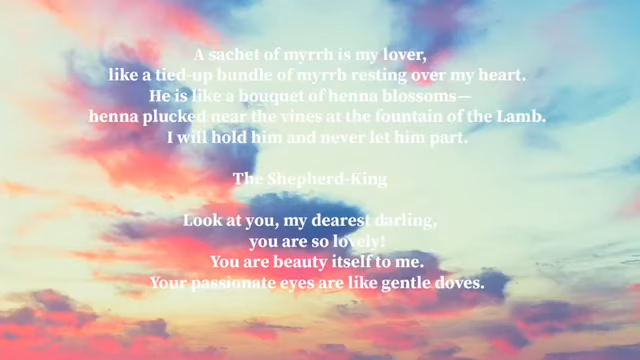 A sachet of myrrh is my lover,
like a tied-up bundle of myrrh resting over my heart.
He is like a bouquet of henna blossoms—
henna plucked near the vines at the fountain of the Lamb.
I will hold him and never let him part.
The Shepherd-King
Look at you, my dearest darling,
you are so lovely!
You are beauty itself to me.
Your passionate eyes are like gentle doves.